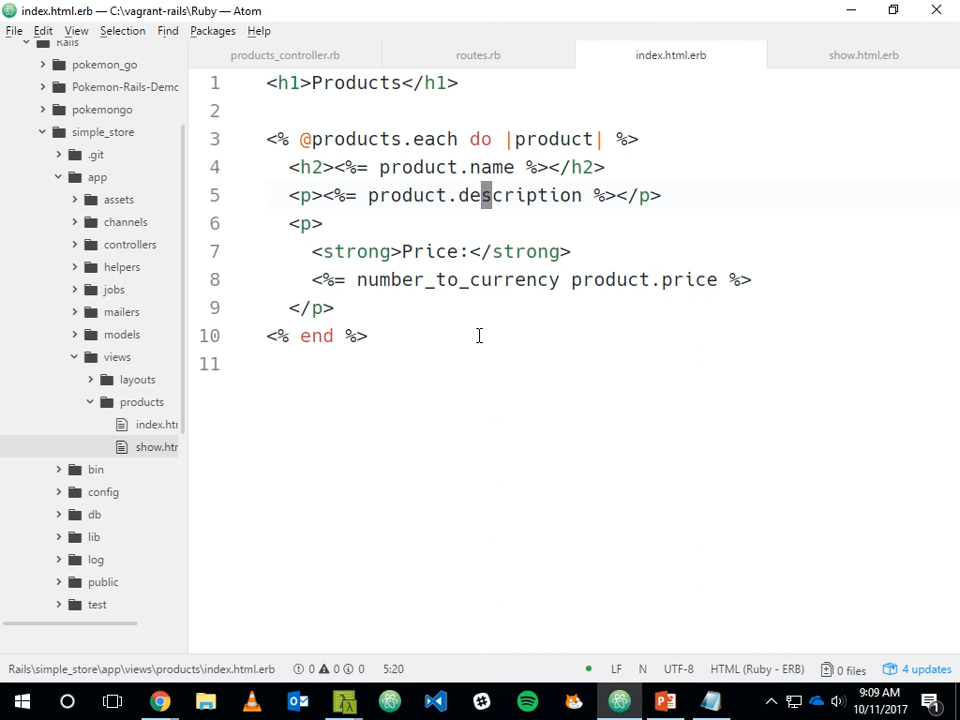 index.html.erb — C:\vagrant-rails\Ruby — Atom
File Edit View Selection Find Packages Help
Rails
pokemon_go
Pokemon-Rails-Demc
pokemongo
simple_store
.git
app
assets
channels
controllers
helpers
jobs
mailers
models
views
layouts
products
index.htr
show.htr
bin
config
db
lib
log
public
test
products_controller.rb routes.rb index.html.erb show.html.erb
1 <h1>Products</h1>
2
3 <% @products.each do |product| %>
4 <h2><%= product.name %></h2>
5 <p><%= product.description %></p>
6 <p>
7 <strong>Price:</strong>
8 <%= number_to_currency product.price %>
9 </p>
10 <% end %>
11
Rails\simple_store\app\views\products\index.html.erb 0 0 0 5:20 LF N UTF-8 HTML (Ruby - ERB) 0 files 4 updates
9:09 AM
10/11/2017
1